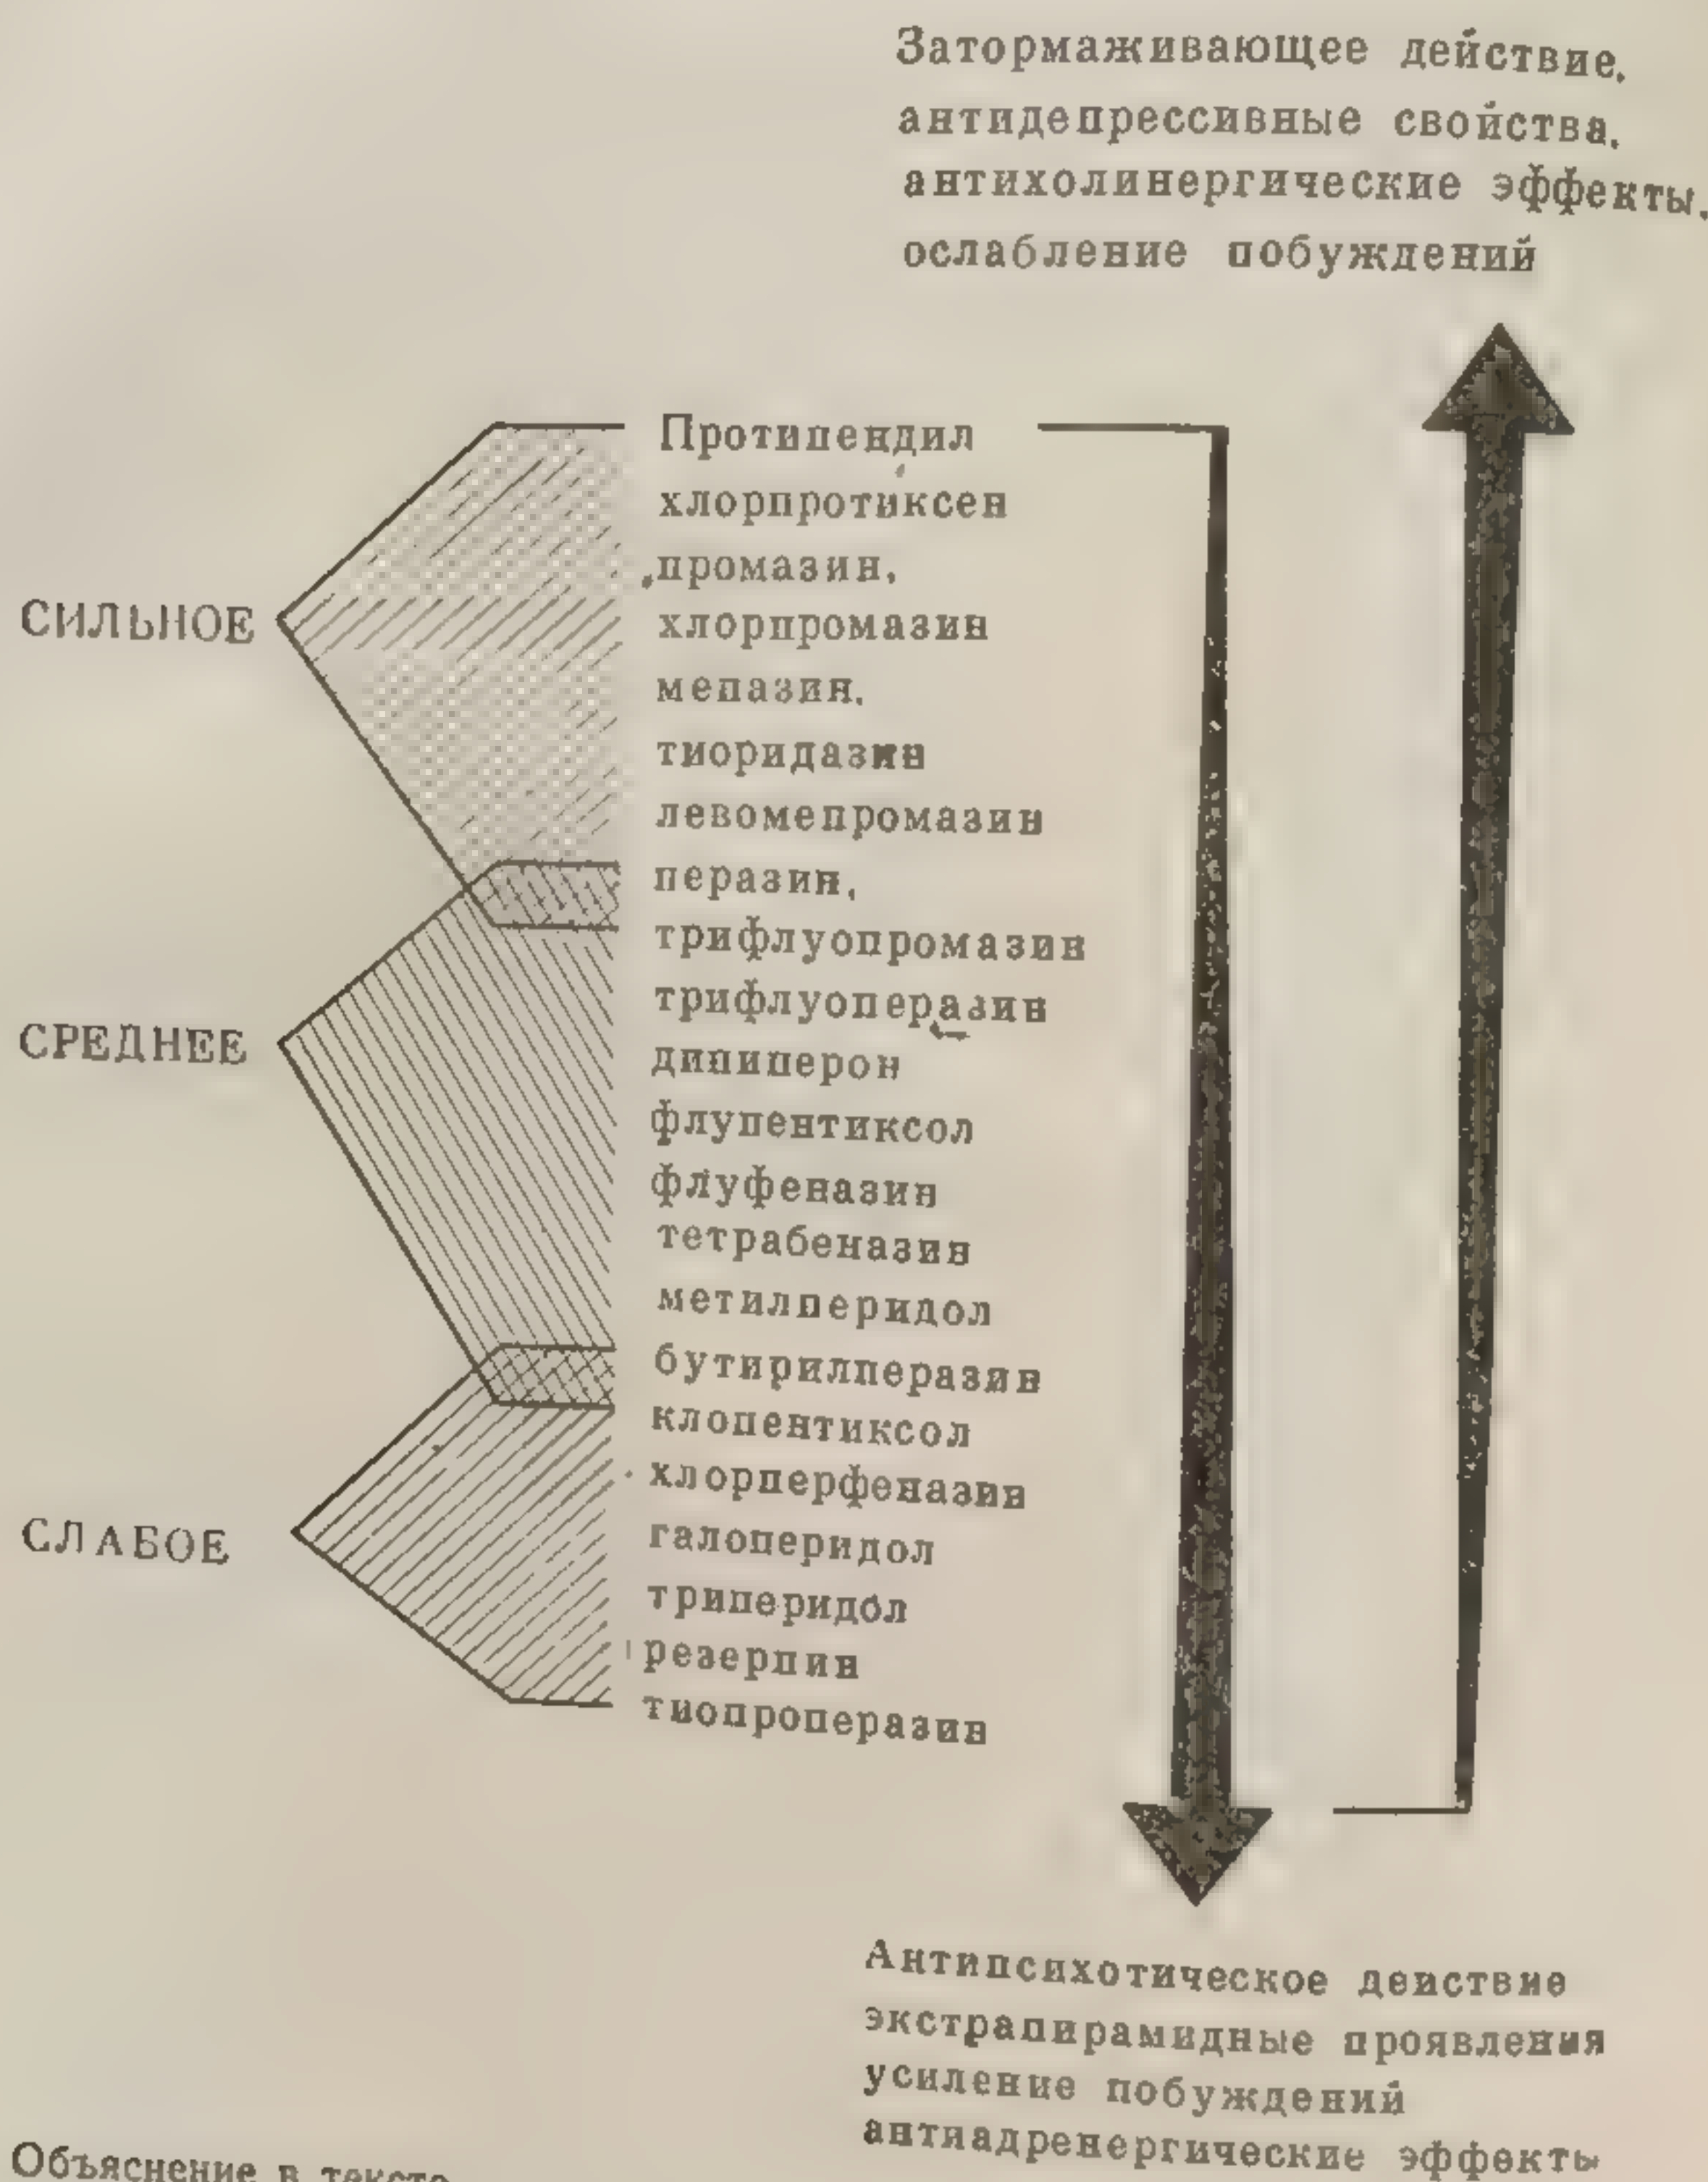 Затормаживающее действие.
антидепрессивные свойства.
антихолинергические эффекты.
ослабление побуждений
Протипендил
хлорпротиксен
промазин.
СИЛЬНОЕ
хлорпромазин
мепазин.
тиоридазин
левомепромазин
перазин.
трифлуопромазин
трифлуоперазин
СРЕДНЕЕ
дипиперон
флупентиксол
флуфеназин
тетрабеназин
метилперидол
бутирилперазин
клопентиксол
хлорперфеназин
СЛАБОЕ
галоперидол
триперидол
резерпин
тиопроперазин
Антипсихотическое действие
экстрапирамидные проявления
усиление побуждений
антиадренергические эффекты
Объяснение в тексте